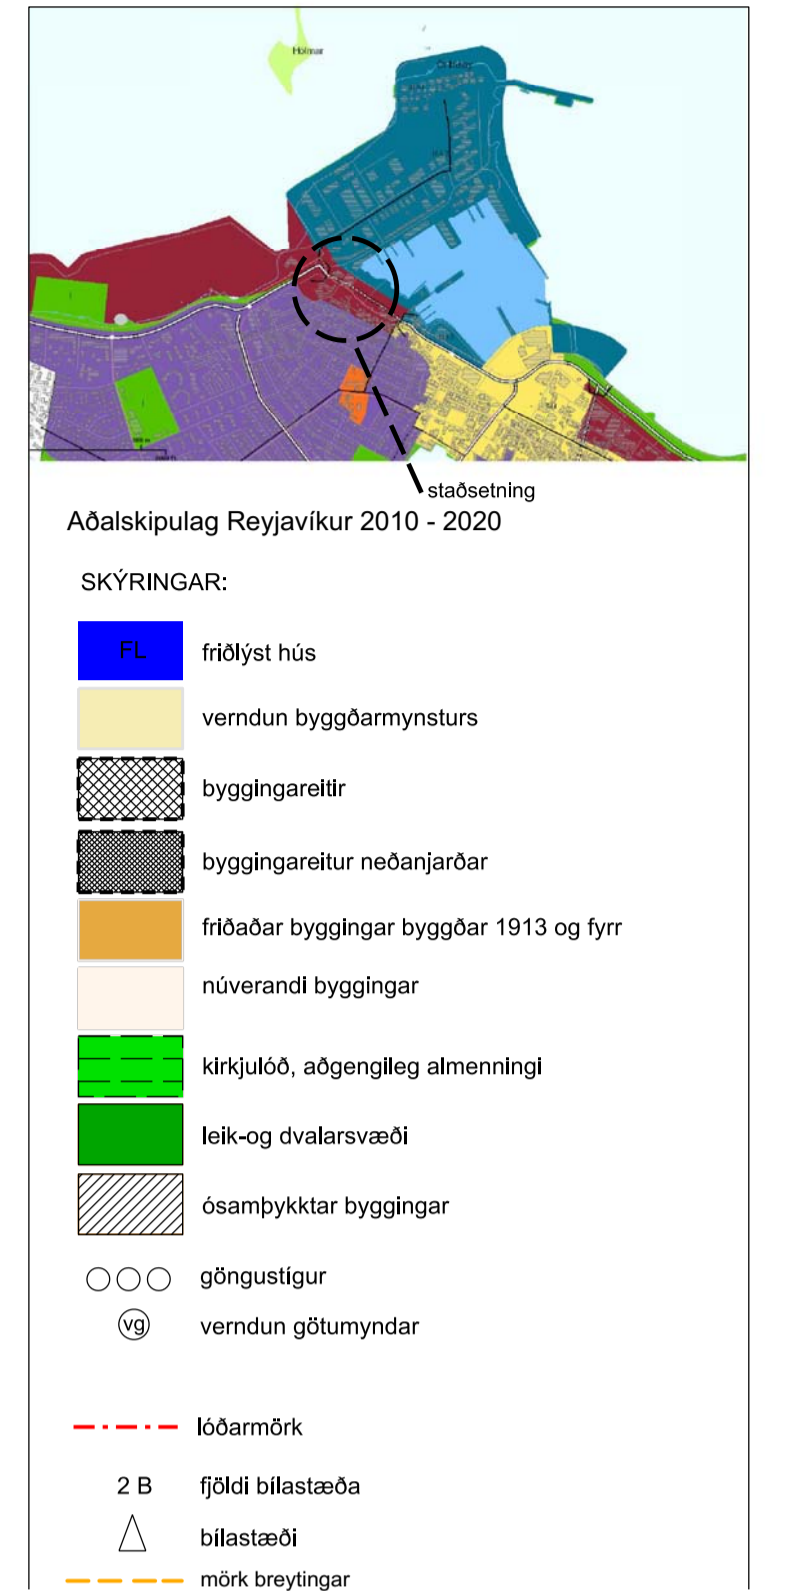 Hólmar
staðsetning
Aðalskipulag Reyjavíkur 2010 - 2020
SKÝRINGAR:
FL friðlýst hús
verndun byggðarmynsturs
byggingareitir
byggingareitur neðanjarðar
friðaðar byggingar byggðar 1913 og fyrr
núverandi byggingar
kirkjulóð, aðgengileg almenningi
leik-og dvalarsvæði
ósamþykktar byggingar
göngustígur
vg verndun götumyndar
lóðarmörk
2 B fjöldi bílastæða
bílastæði
mörk breytingar